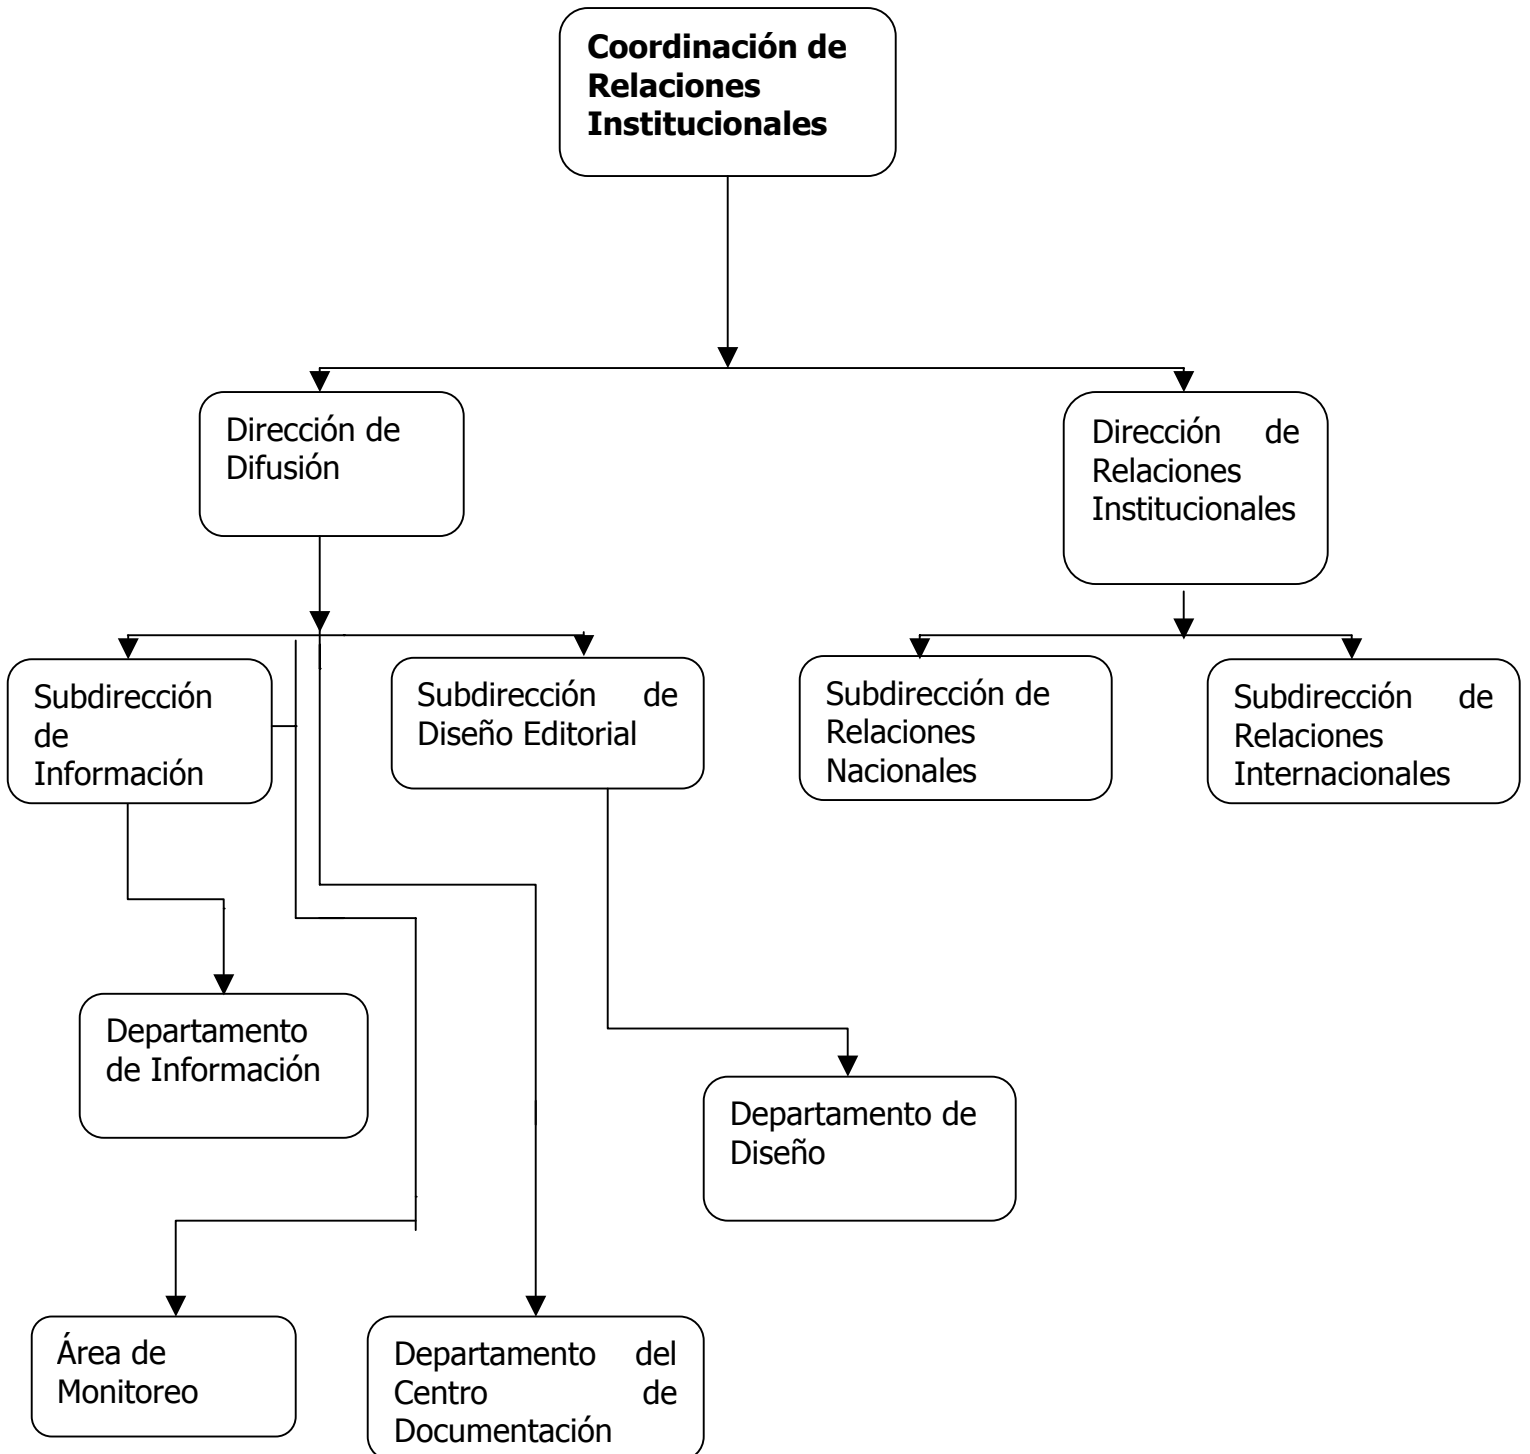 Coordinación de
Relaciones
Institucionales
Dirección de
Difusión
Dirección de
Relaciones
Institucionales
Subdirección
de
Información
Subdirección de
Diseño Editorial
Subdirección de
Relaciones
Nacionales
Subdirección de
Relaciones
Internacionales
Departamento
de Información
Departamento de
Diseño
Área de
Monitoreo
Departamento del
Centro de
Documentación